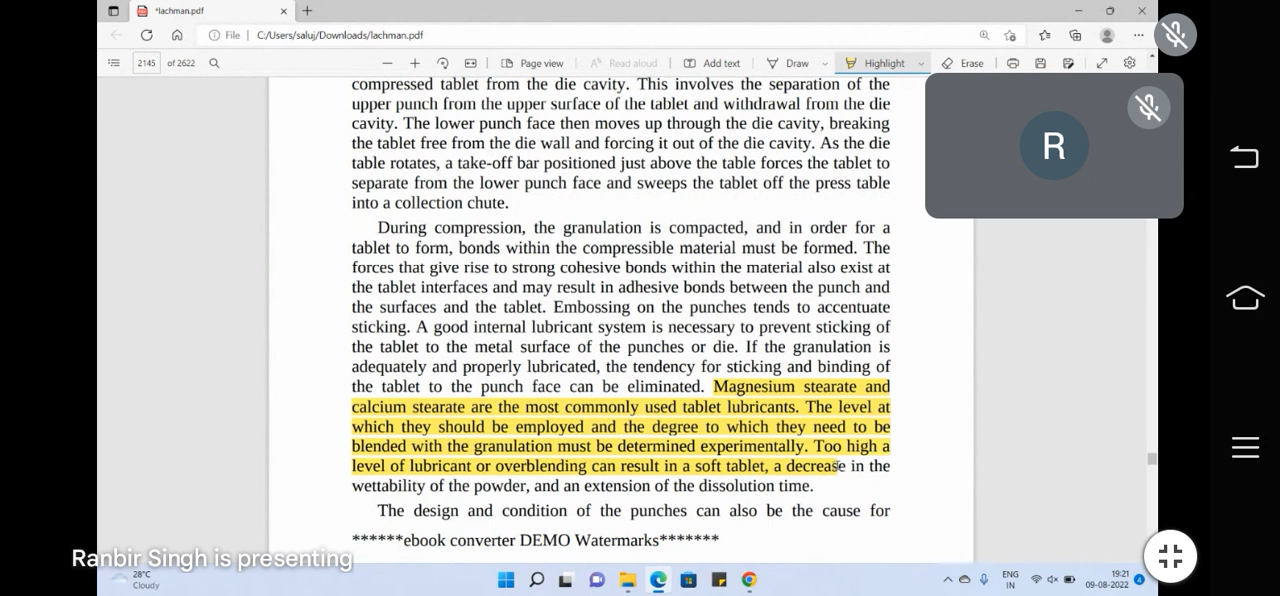 *lachman.pdf
File | C:/Users/saluj/Downloads/lachman.pdf
2145 of 2622
Page view
Read aloud
Add text
Draw
Highlight
Erase
compressed tablet from the die cavity. This involves the separation of the
upper punch from the upper surface of the tablet and withdrawal from the die
cavity. The lower punch face then moves up through the die cavity, breaking
the tablet free from the die wall and forcing it out of the die cavity. As the die
table rotates, a take-off bar positioned just above the table forces the tablet to
separate from the lower punch face and sweeps the tablet off the press table
into a collection chute.
During compression, the granulation is compacted, and in order for a
tablet to form, bonds within the compressible material must be formed. The
forces that give rise to strong cohesive bonds within the material also exist at
the tablet interfaces and may result in adhesive bonds between the punch and
the surfaces and the tablet. Embossing on the punches tends to accentuate
sticking. A good internal lubricant system is necessary to prevent sticking of
the tablet to the metal surface of the punches or die. If the granulation is
adequately and properly lubricated, the tendency for sticking and binding of
the tablet to the punch face can be eliminated. Magnesium stearate and
calcium stearate are the most commonly used tablet lubricants. The level at
which they should be employed and the degree to which they need to be
blended with the granulation must be determined experimentally. Too high a
level of lubricant or overblending can result in a soft tablet, a decrease in the
wettability of the powder, and an extension of the dissolution time.
The design and condition of the punches can also be the cause for
******ebook converter DEMO Watermarks*******
R
Ranbir Singh is presenting
28°C
Cloudy
ENG
IN
19:21
09-08-2022
4